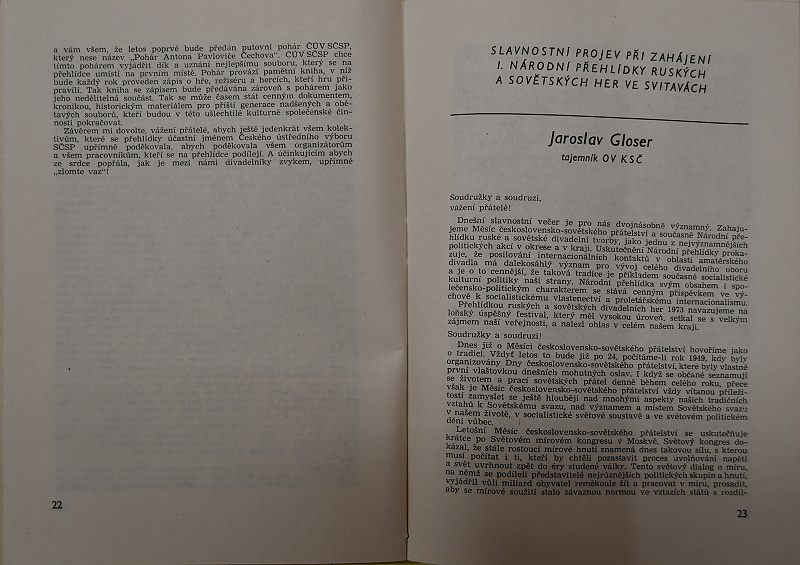 a vám všem, že letos poprvé bude předán putovní pohár ČÚV SČSP,
který nese název „Pohár Antona Pavloviče Čechova". ČÚV SČSP chce
tímto pohárem vyjádřit dík a uznání nejlepšímu souboru, který se na
přehlídce umístí na prvním místě. Pohár provází pamětní kniha, v níž
bude každý rok proveden zápis o hře, režiséru a hercích, kteří hru při-
pravili. Tak kniha se zápisem bude předávána zároveň s pohárem jako
jeho nedělitelná součást. Tak se může časem stát cenným dokumentem,
kronikou, historickým materiálem pro příští generace nadšených a obě-
tavých souborů, kteří budou v této ušlechtilé kulturně společenské čin-
nosti pokračovat.
Závěrem mi dovolte, vážení přátelé, abych ještě jedenkrát všem kolek-
tivům, které se přehlídky účastní jménem Českého ústředního výboru
SČSP upřímně poděkovala, abych poděkovala všem organizátorům
a všem pracovníkům, kteří se na přehlídce podílejí. A účinkujícím abych
ze srdce popřála, jak je mezi námi divadelníky zvykem, upřímné
„zlomte vaz"!
22
SLAVNOSTNÍ PROJEV PŘI ZAHÁJENÍ
I. NÁRODNÍ PŘEHLÍDKY RUSKÝCH
A SOVĚTSKÝCH HER VE SVITAVÁCH
Jaroslav Gloser
tajemník OV KSČ
Soudružky a soudruzi,
vážení přátelé!
Dnešní slavnostní večer je pro nás dvojnásobně významný. Zahaju-
jeme Měsíc československo-sovětského přátelství a současně Národní pře-
hlídku ruské a sovětské divadelní tvorby, jako jednu z nejvýznamnějších
politických akcí v okrese a v kraji. Uskutečnění Národní přehlídky proka-
zuje, že posilování internacionálních kontaktů v oblasti amatérského
divadla má dalekosáhlý význam pro vývoj celého divadelního oboru
a je o to cennější, že taková tradice je příkladem současné socialistické
kulturní politiky naší strany. Národní přehlídka svým obsahem i spo-
lečensko-politickým charakterem se stává cenným příspěvkem ve vý-
chově k socialistickému vlastenectví a proletářskému internacionalismu.
Přehlídkou ruských a sovětských divadelních her 1973 navazujeme na
loňský úspěšný festival, který měl vysokou úroveň, setkal se s velkým
zájmem naší veřejnosti, a nalezl ohlas v celém našem kraji.
Soudružky a soudruzi!
Dnes již o Měsíci československo-sovětského přátelství hovoříme jako
o tradici. Vždyť letos to bude již po 24, počítáme-li rok 1949, kdy byly
organizovány Dny československo-sovětského přátelství, které byly vlastně
první vlaštovkou dnešních mohutných oslav. I když se občané seznamují
se životem a prací sovětských přátel denně během celého roku, přece
však je Měsíc československo-sovětského přátelství vždy vítanou příleži-
tostí zamyslet se ještě hlouběji nad mnohými aspekty našich tradičních
vztahů k Sovětskému svazu, nad významem a místem Sovětského svazu
v našem životě, v socialistické světové soustavě a ve světovém politickém
dění vůbec.
Letošní Měsíc československo-sovětského přátelství se uskutečňuje
krátce po Světovém mírovém kongresu v Moskvě. Světový kongres do-
kázal, že stále rostoucí mírové hnutí znamená dnes takovou sílu, s kterou
musí počítat i ti, kteří by chtěli pozastavit proces uvolňování napětí
a svět uvrhnout zpět do éry studené války. Tento světový dialog o míru,
na němž se podíleli představitelé nejrůznějších politických skupin a hnutí,
vyjádřil vůli miliard obyvatel zeměkoule žít a pracovat v míru, prosadit,
aby se mírové soužití stalo závaznou normou ve vztazích států s rozdíl-
23